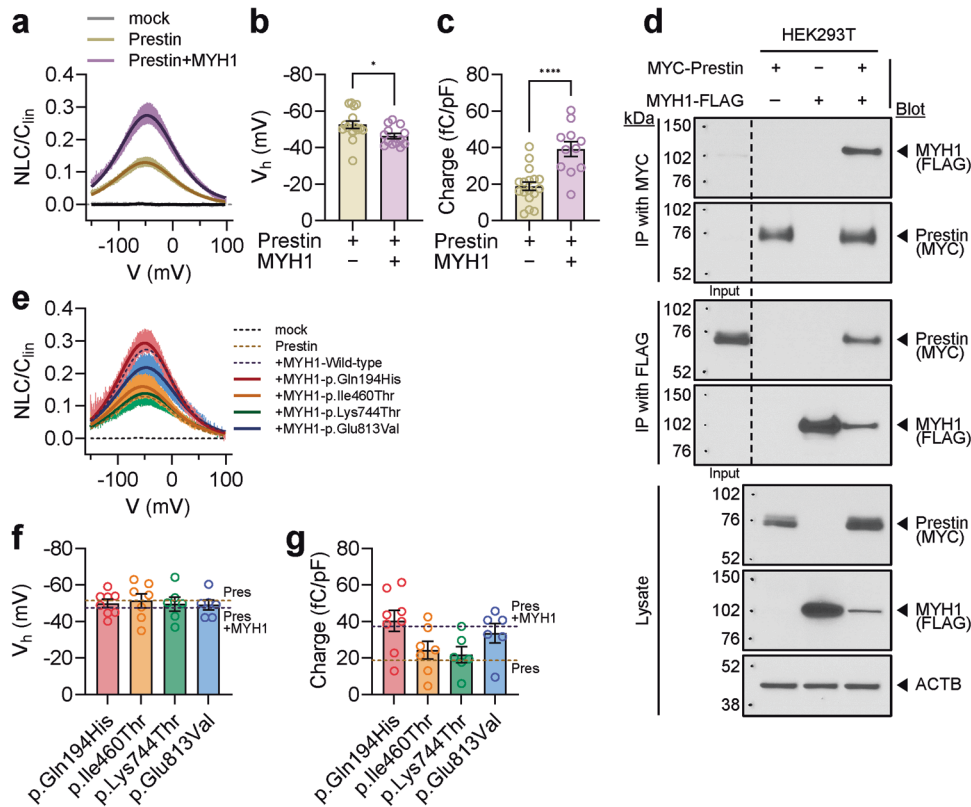 a
mock
Prestin
Prestin+MYH1
NLC/Clin
0.4
0.3
0.2
0.1
0.0
-100
0
100
V (mV)
b
*
Vh (mV)
-80
-60
-40
-20
0
Prestin + +
MYH1 – +
c
****
Charge (fC/pF)
80
60
40
20
0
Prestin + +
MYH1 – +
d
HEK293T
MYC-Prestin + – +
MYH1-FLAG – + +
kDa
Blot
IP with MYC
150
102
76
MYH1
(FLAG)
102
76
52
Prestin
(MYC)
Input
IP with FLAG
102
76
52
Prestin
(MYC)
150
102
76
MYH1
(FLAG)
Input
Lysate
102
76
52
Prestin
(MYC)
150
102
76
MYH1
(FLAG)
52
38
ACTB
e
NLC/Clin
0.4
0.3
0.2
0.1
0.0
-100
0
100
V (mV)
mock
Prestin
+MYH1-Wild-type
+MYH1-p.Gln194His
+MYH1-p.Ile460Thr
+MYH1-p.Lys744Thr
+MYH1-p.Glu813Val
f
Vh (mV)
-80
-60
-40
-20
0
Pres
Pres
+MYH1
p.Gln194His
p.Ile460Thr
p.Lys744Thr
p.Glu813Val
g
Charge (fC/pF)
80
60
40
20
0
Pres
+MYH1
Pres
p.Gln194His
p.Ile460Thr
p.Lys744Thr
p.Glu813Val